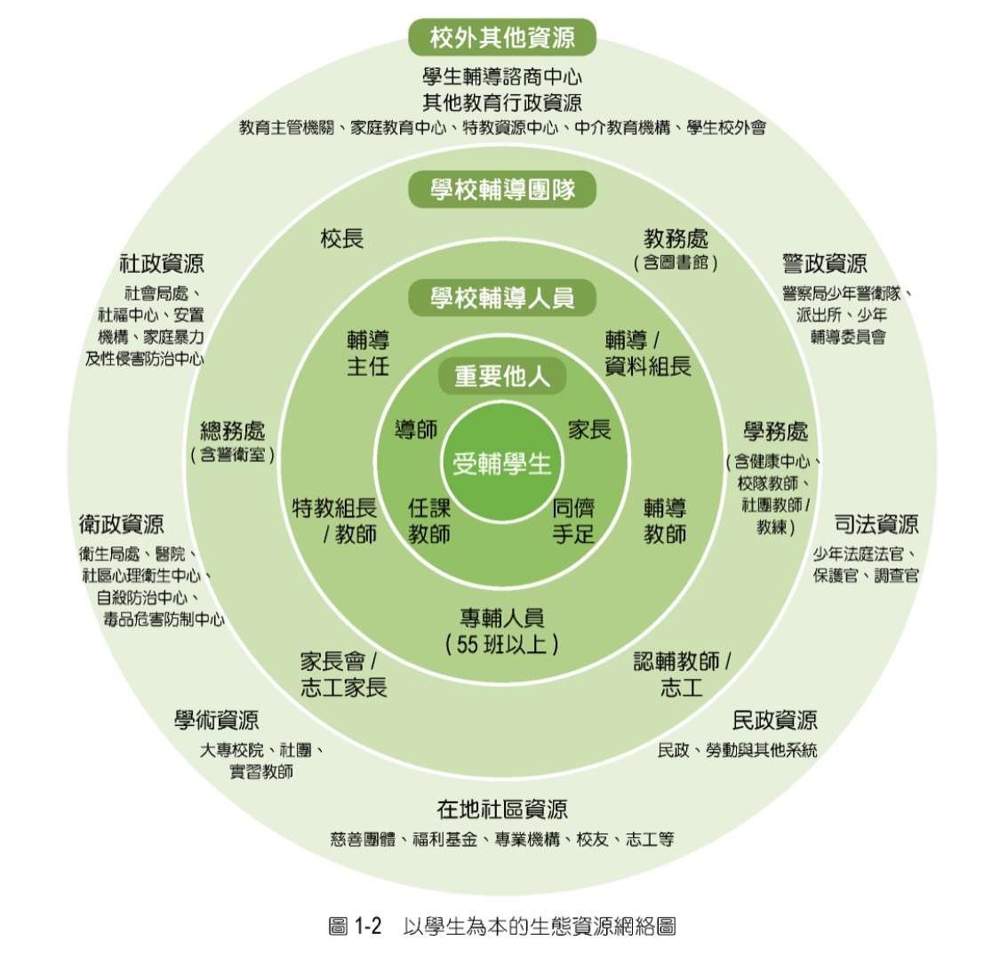 校外其他資源
學生輔導諮商中心
其他教育行政資源
教育主管機關、家庭教育中心、特教資源中心、中介教育機構、學生校外會
社政資源
社會局處、
社福中心、安置
機構、家庭暴力
及性侵害防治中心
警政資源
警察局少年警衛隊、
派出所、少年
輔導委員會
衛政資源
衛生局處、醫院、
社區心理衛生中心、
自殺防治中心、
毒品危害防制中心
司法資源
少年法庭法官、
保護官、調查官
學術資源
大專校院、社團、
實習教師
民政資源
民政、勞動與其他系統
在地社區資源
慈善團體、福利基金、專業機構、校友、志工等
學校輔導團隊
校長
教務處
(含圖書館)
總務處
(含警衛室)
學務處
(含健康中心、
校隊教師、
社團教師/
教練)
家長會/
志工家長
認輔教師/
志工
學校輔導人員
輔導
主任
輔導/
資料組長
特教組長
/教師
輔導
教師
專輔人員
(55班以上)
重要他人
導師
家長
任課
教師
同儕
手足
受輔學生
圖 1-2 以學生為本的生態資源網絡圖